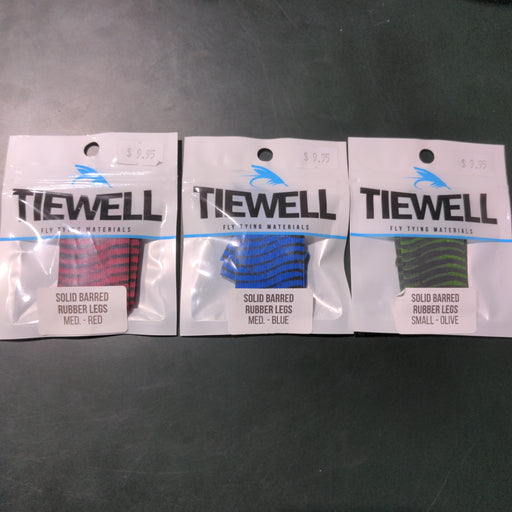 $ 9.95
TIEWELL
FLY TYING MATERIALS
SOLID BARRED
RUBBER LEGS
MED. - RED
$ 9.95
TIEWELL
FLY TYING MATERIALS
SOLID BARRED
RUBBER LEGS
MED. - BLUE
$ 9.95
TIEWELL
FLY TYING MATERIALS
SOLID BARRED
RUBBER LEGS
SMALL - OLIVE